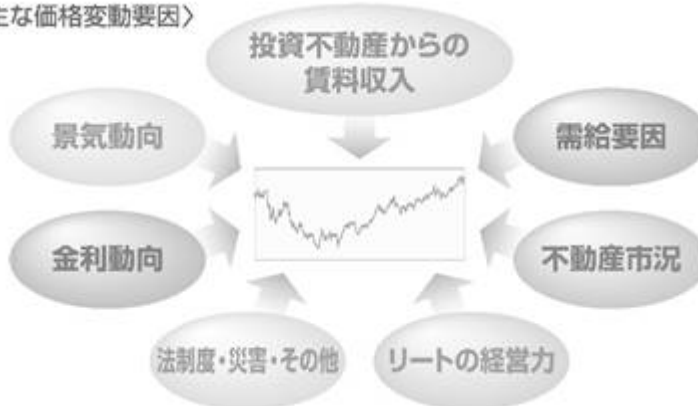 主な価格変動要因〉
投資不動産からの
賃料収入
景気動向
需給要因
金利動向
不動産市況
法制度・災害・その他
リートの経営力